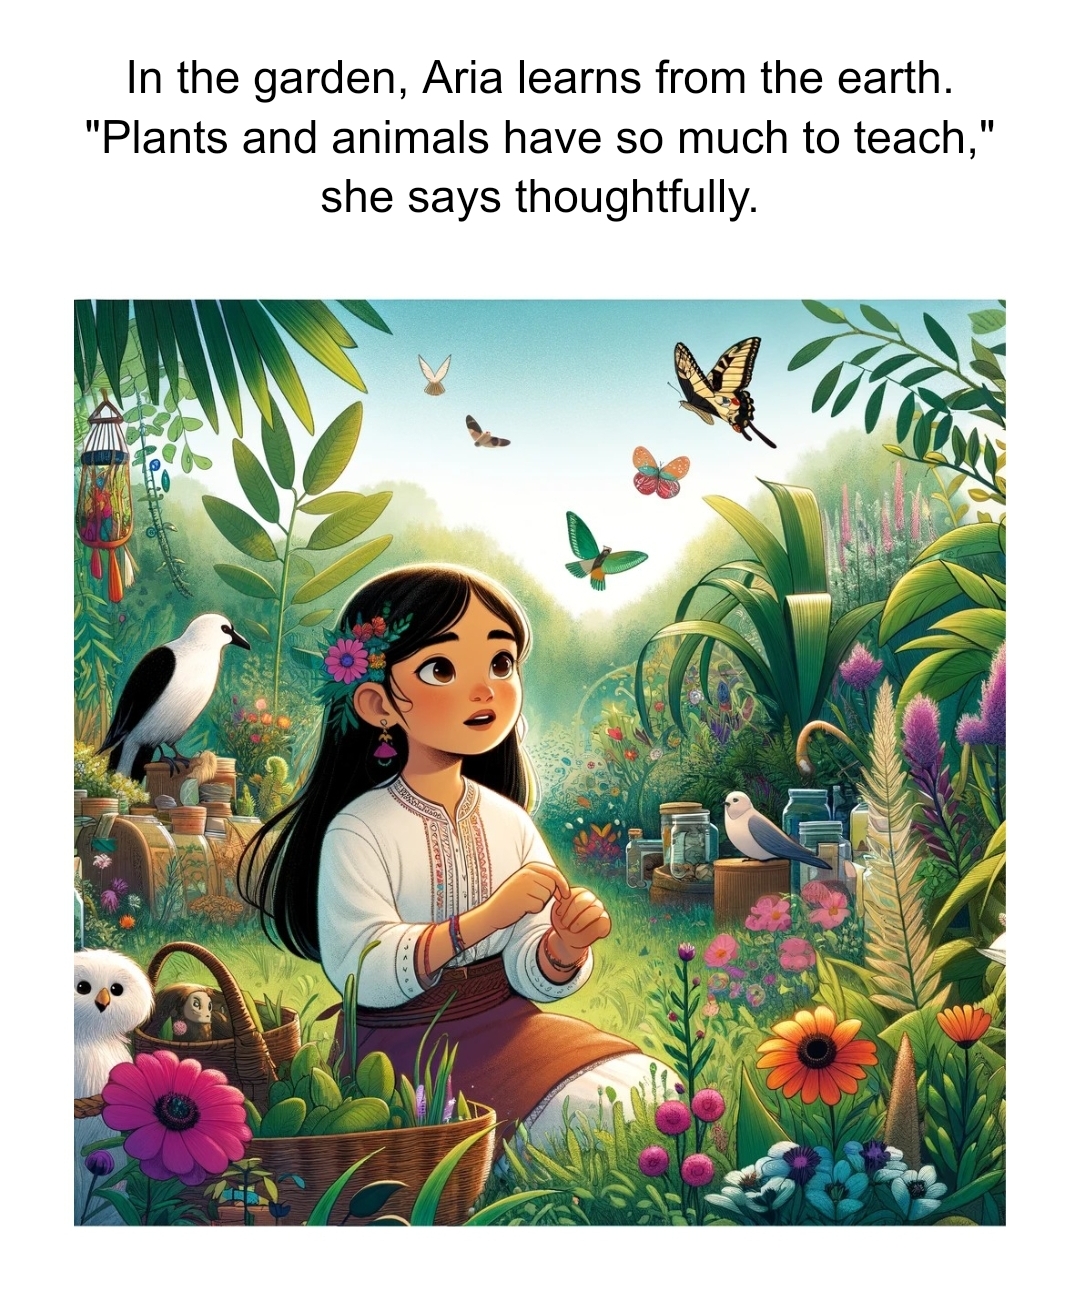 In the garden, Aria learns from the earth.
"Plants and animals have so much to teach,"
she says thoughtfully.